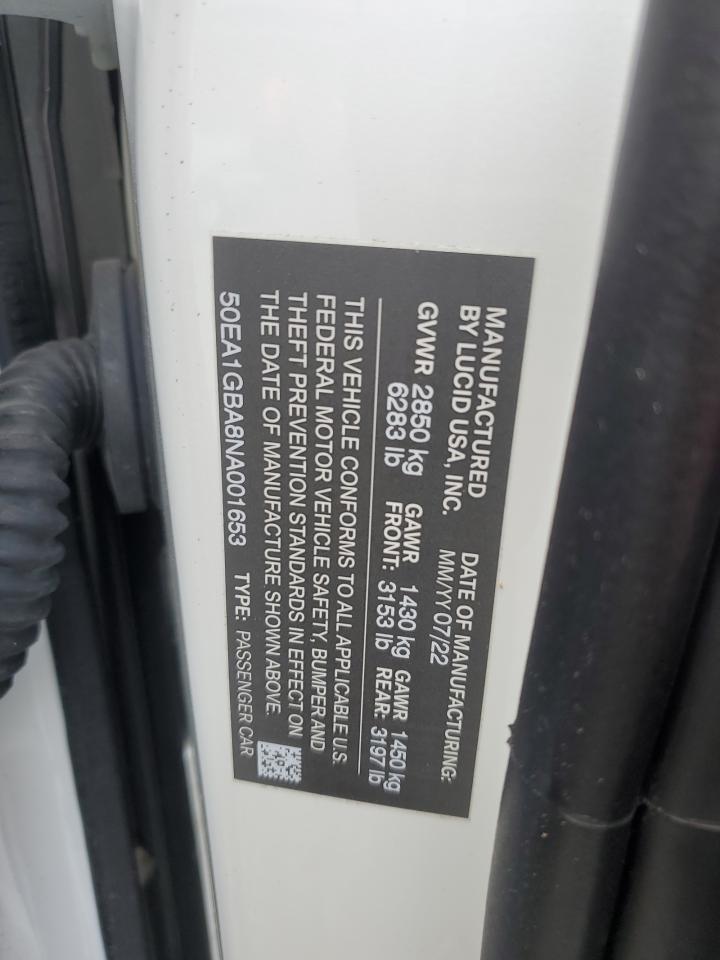 MANUFACTURED
BY LUCID USA, INC.
DATE OF MANUFACTURING:
MM/YY 07/22
GVWR 2850 kg
6283 lb
GAWR 1430 kg
FRONT: 3153 lb
GAWR 1450 kg
REAR: 3197 lb
THIS VEHICLE CONFORMS TO ALL APPLICABLE U.S.
FEDERAL MOTOR VEHICLE SAFETY, BUMPER AND
THEFT PREVENTION STANDARDS IN EFFECT ON
THE DATE OF MANUFACTURE SHOWN ABOVE.
50EA1GBA8NA001653 TYPE: PASSENGER CAR